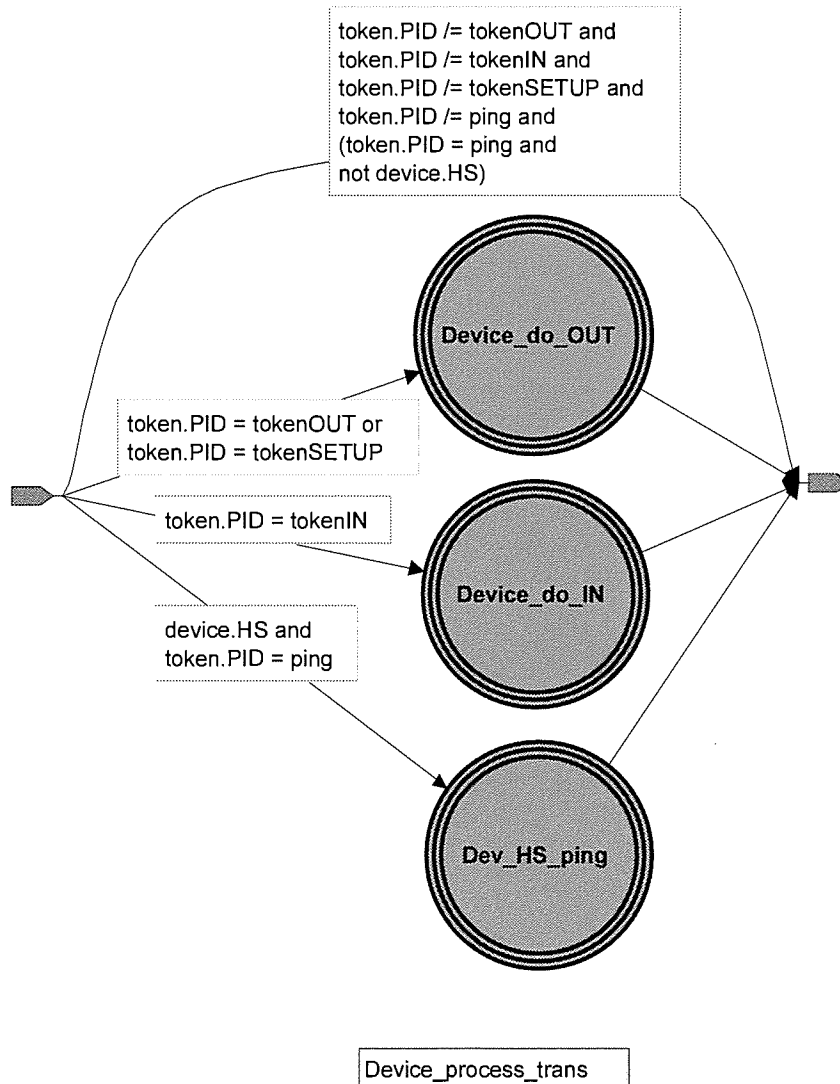 token.PID /= tokenOUT and
token.PID /= tokenIN and
token.PID /= tokenSETUP and
token.PID /= ping and
(token.PID = ping and
not device.HS)
Device_do_OUT
token.PID = tokenOUT or
token.PID = tokenSETUP
token.PID = tokenIN
Device_do_IN
device.HS and
token.PID = ping
Dev_HS_ping
Device_process_trans